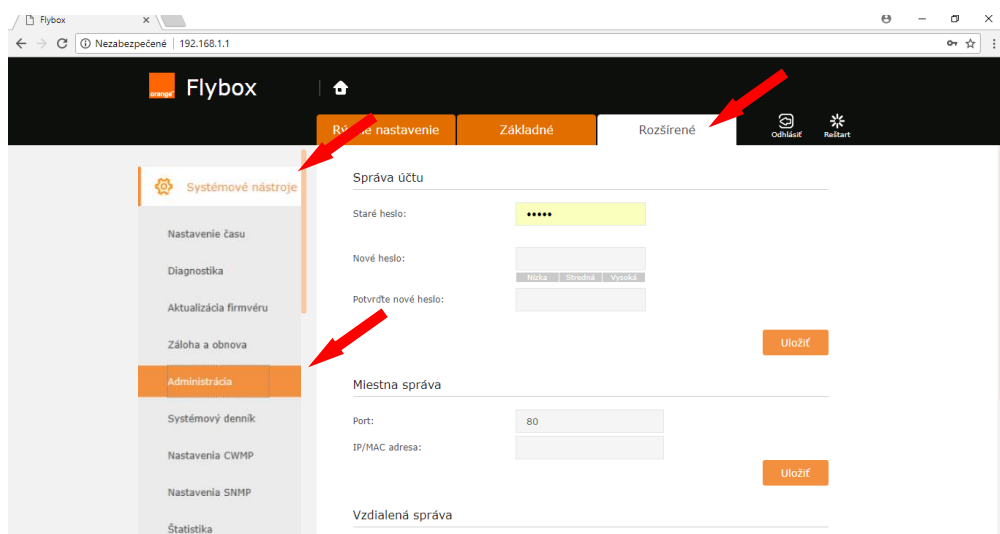 Flybox
Nezabezpečené | 192.168.1.1
orange™ Flybox
nastavenie Základné Rozšírené Odhlásiť Reštart
Systémové nástroje
Nastavenie času
Diagnostika
Aktualizácia firmvéru
Záloha a obnova
Administrácia
Systémový denník
Nastavenia CWMP
Nastavenia SNMP
Štatistika
Správa účtu
Staré heslo: •••••
Nové heslo:
Nízka Stredná Vysoká
Potvrďte nové heslo:
Uložiť
Miestna správa
Port: 80
IP/MAC adresa:
Uložiť
Vzdialená správa